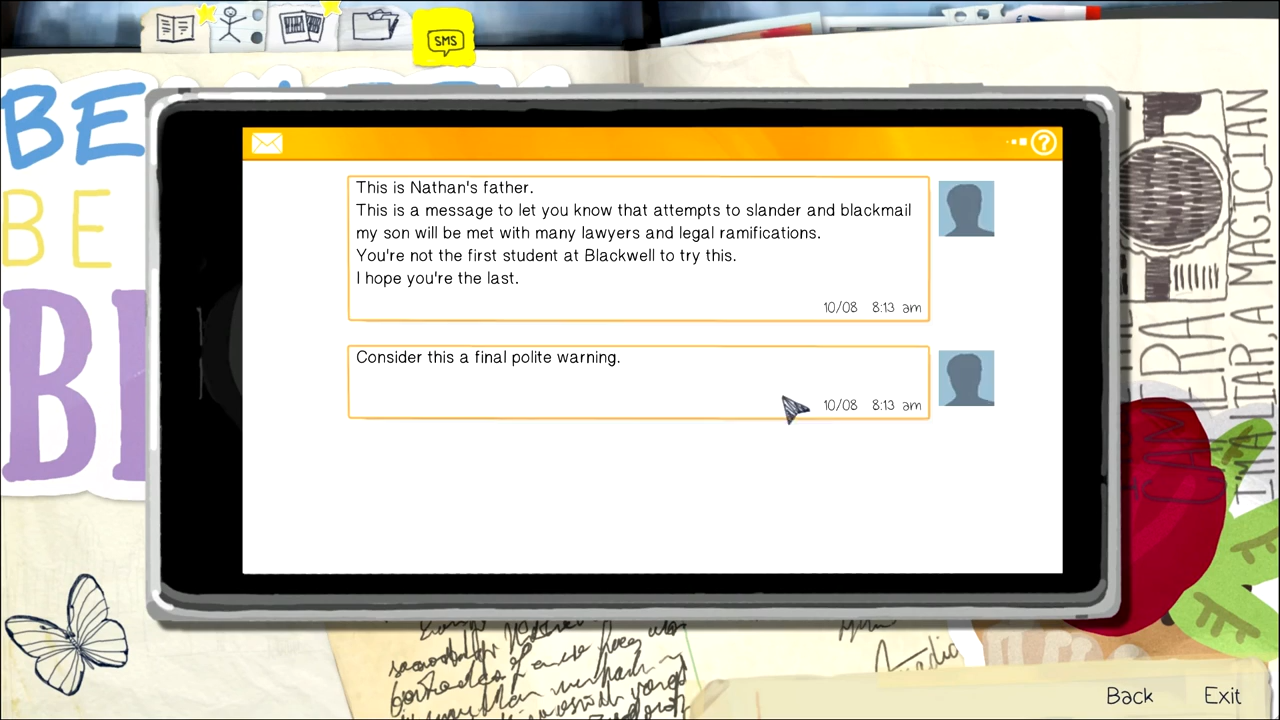 SMS
BE
BE
This is Nathan's father.
This is a message to let you know that attempts to slander and blackmail
my son will be met with many lawyers and legal ramifications.
You're not the first student at Blackwell to try this.
I hope you're the last.
10/08 8:13 am
Consider this a final polite warning.
10/08 8:13 am
CAMERA
I'M A LIAR, A MAGICIAN
Back Exit